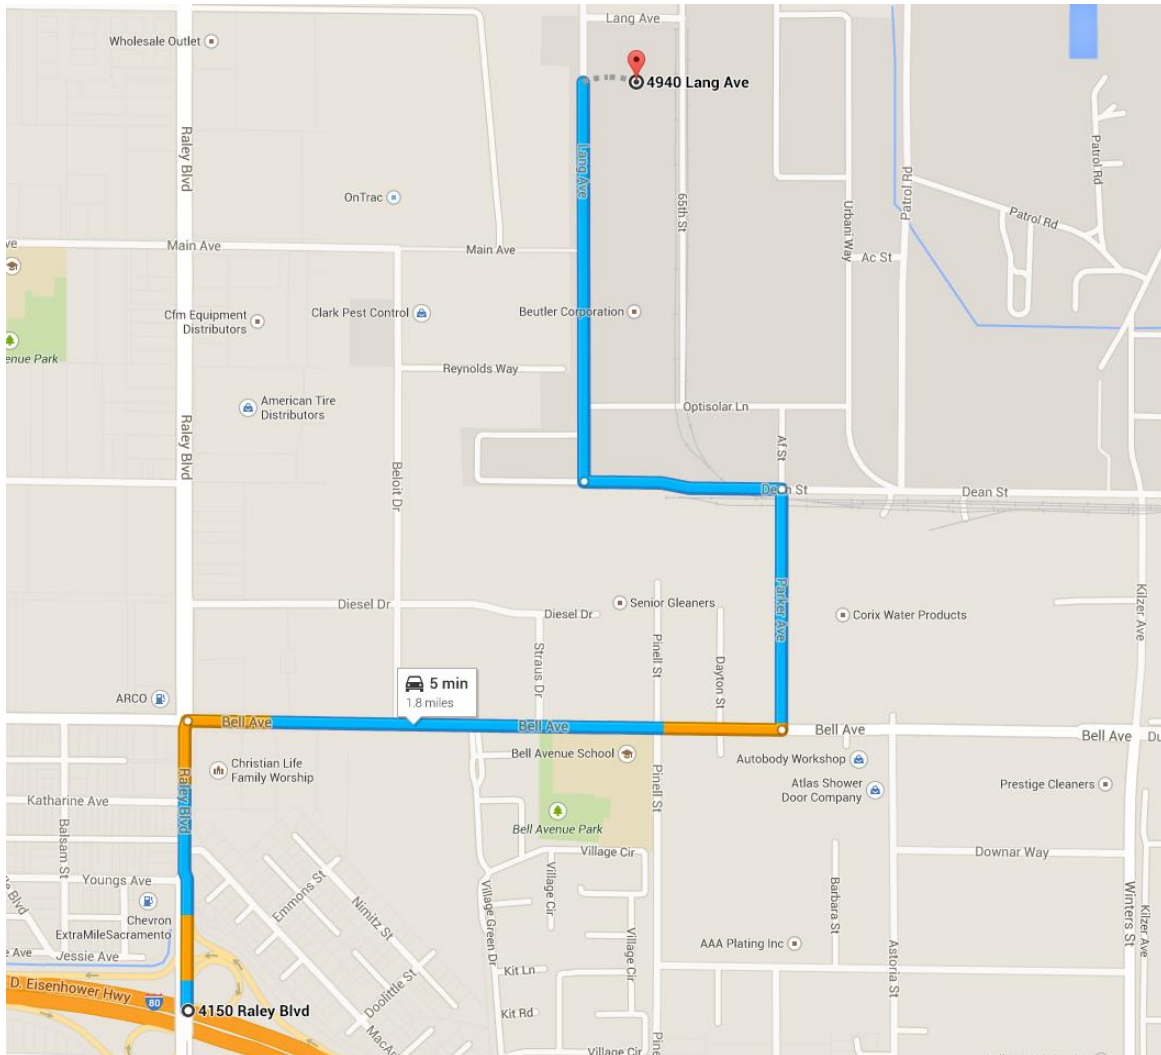 Lang Ave
Wholesale Outlet
4940 Lang Ave
Raley Blvd
Lang Ave
65th St
Patrol Rd
Patrol Rd
Patrol Rd
OnTrac
Urbani Way
Main Ave
Main Ave
Ac St
Cfm Equipment
Distributors
Clark Pest Control
Beutler Corporation
enue Park
Reynolds Way
American Tire
Distributors
Optisolar Ln
Raley Blvd
Af St
Beloit Dr
Dean St
Dean St
Diesel Dr
Diesel Dr
Senior Gleaners
Parker Ave
Corix Water Products
Kilzer Ave
Straus Dr
Pinell St
Dayton St
5 min
1.8 miles
ARCO
Bell Ave
Bell Ave
Bell Ave
Bell Ave
Du
Christian Life
Family Worship
Bell Avenue School
Autobody Workshop
Atlas Shower
Door Company
Prestige Cleaners
Raley Blvd
Katharine Ave
Balsam St
Pinell St
Bell Avenue Park
Village Cir
Downar Way
Youngs Ave
Emmons St
Nimitz St
Village Green Dr
Village Cir
Village Cir
Barbara St
Astoria St
Winters St
Kilzer Ave
Chevron
ExtraMileSacramento
Jessie Ave
e Ave
AAA Plating Inc
Kit Ln
Doolittle St
D. Eisenhower Hwy
80
4150 Raley Blvd
Kit Rd
MacAr
Village Cir
Pine